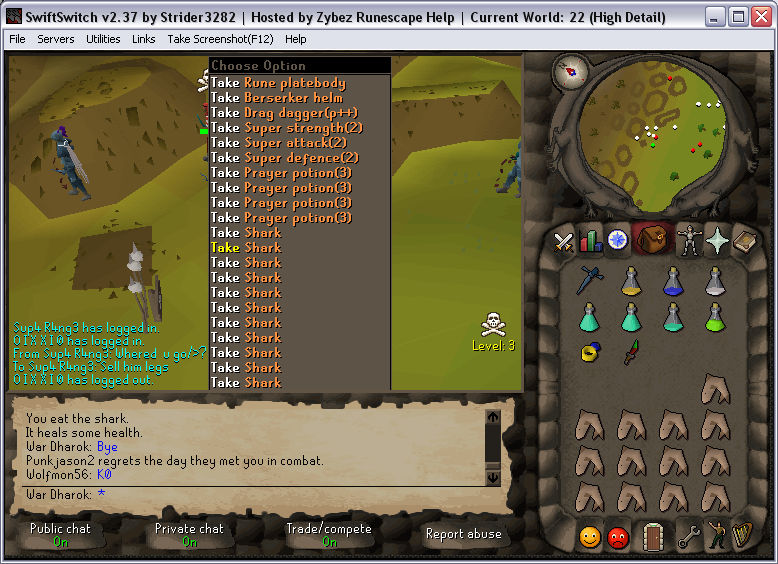 SwiftSwitch v2.37 by Strider3282 | Hosted by Zybez Runescape Help | Current World: 22 (High Detail)
File Servers Utilities Links Take Screenshot(F12) Help
Choose Option
Take Rune platebody
Take Berserker helm
Take Drag dagger(p++)
Take Super strength(2)
Take Super attack(2)
Take Super defence(2)
Take Prayer potion(3)
Take Prayer potion(3)
Take Prayer potion(3)
Take Prayer potion(3)
Take Shark
Take Shark
Take Shark
Take Shark
Take Shark
Take Shark
Take Shark
Take Shark
Take Shark
Take Shark
Take Shark
Level: 3
Sup4 R4ng3 has logged in.
O I X X I 0 has logged in.
From Sup4 R4ng3: Whered u go/>?
To Sup4 R4ng3: Sell him legs
O I X X I 0 has logged out.
You eat the shark.
It heals some health.
War Dharok: Bye
Punkjason2 regrets the day they met you in combat.
Wolfmon56: K0
War Dharok: *
Public chat
On
Private chat
On
Trade/compete
On
Report abuse